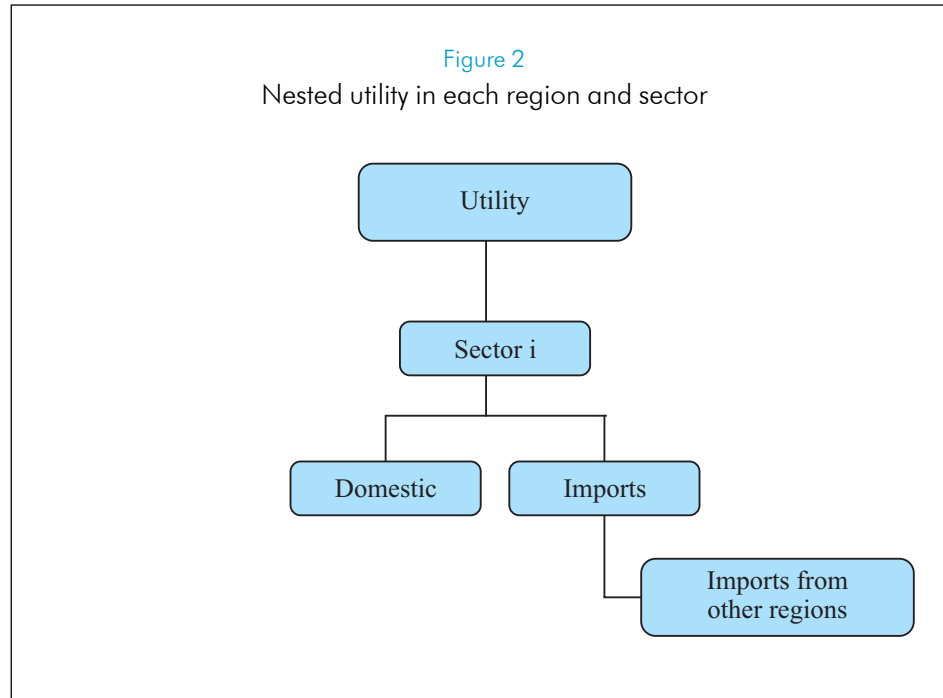 Figure 2
Nested utility in each region and sector
Utility
Sector i
Domestic
Imports
Imports from
other regions